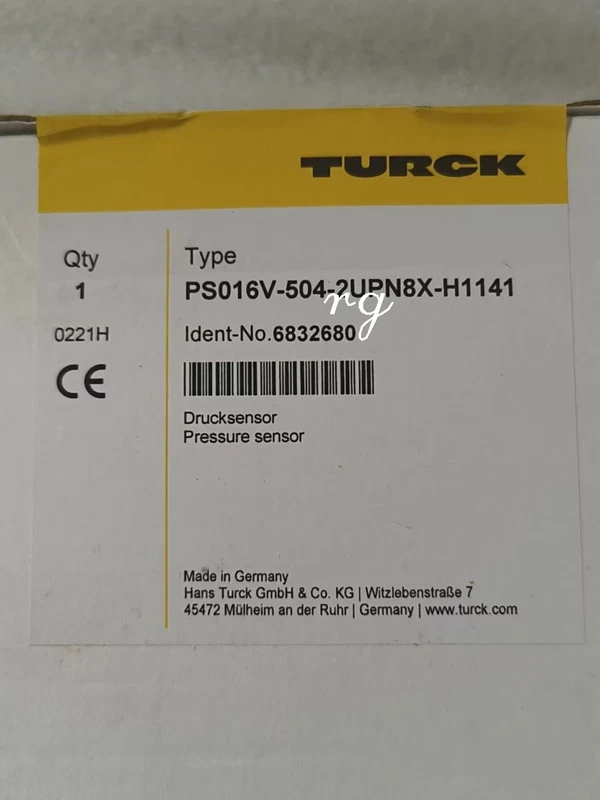 TURCK
Qty
1
0221H
CE
Type
PS016V-504-2UPN8X-H1141
Ident-No.6832680
rg
Drucksensor
Pressure sensor
Made in Germany
Hans Turck GmbH & Co. KG | Witzlebenstraße 7
45472 Mülheim an der Ruhr | Germany | www.turck.com